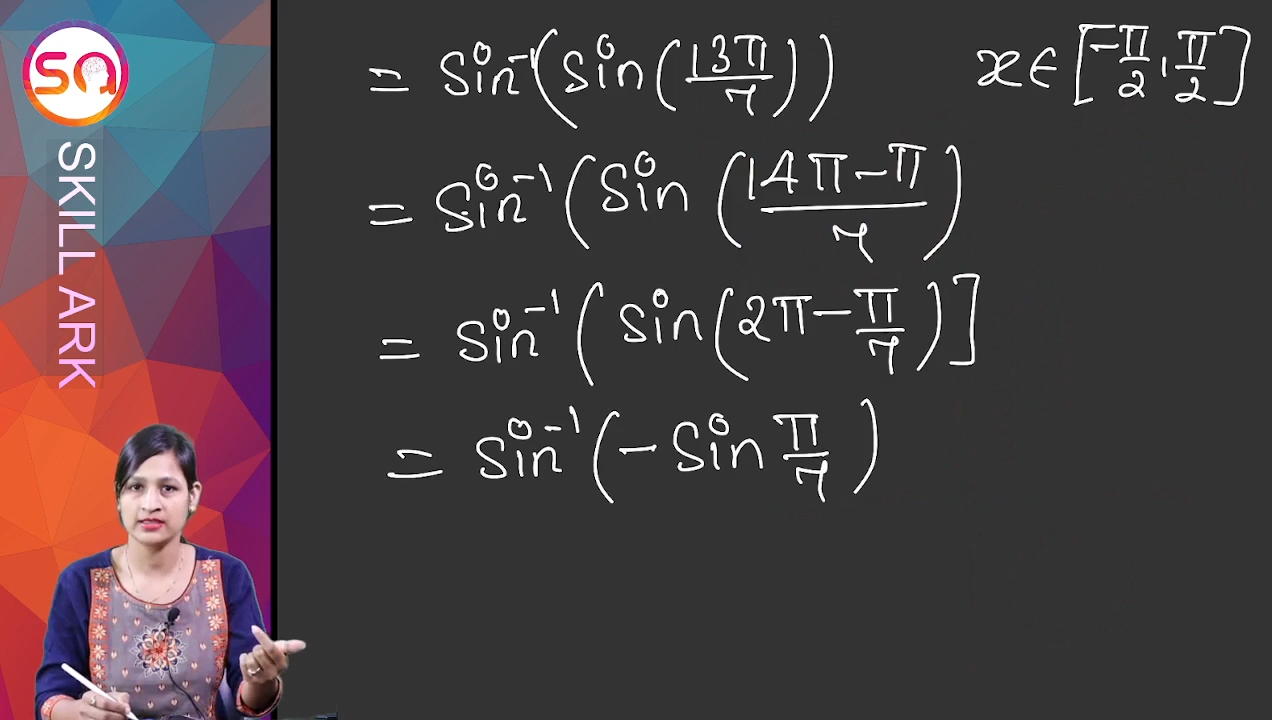 SKILL ARK
= Sin⁻¹(Sin(13π/7))
x ∈ [-π/2, π/2]
= Sin⁻¹(Sin(14π-π/7)
= Sin⁻¹(Sin(2π-π/7)]
= Sin⁻¹(-Sin π/7)